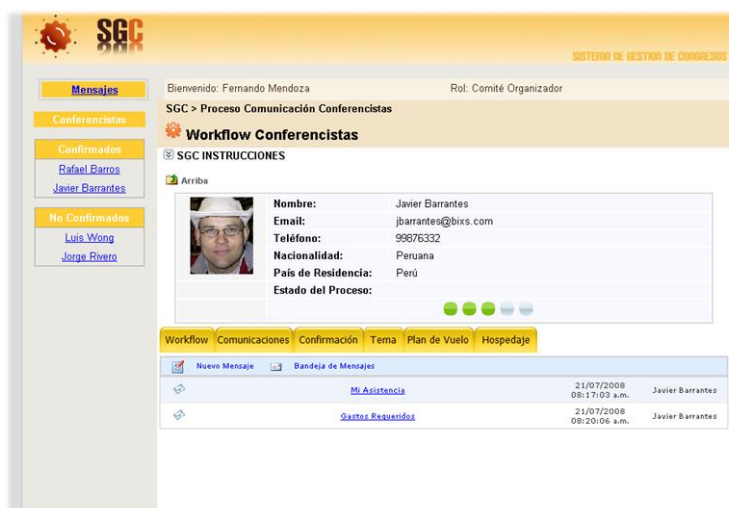 SGC
SISTEMA DE GESTION DE CONGRESOS
Mensajes
Conferencistas
Confirmados
Rafael Barros
Javier Barrantes
No Confirmados
Luis Wong
Jorge Rivero
Bienvenido: Fernando Mendoza Rol: Comité Organizador
SGC > Proceso Comunicación Conferencistas
Workflow Conferencistas
SGC INSTRUCCIONES
Arriba
Nombre: Javier Barrantes
Email: jbarrantes@bixs.com
Teléfono: 99876332
Nacionalidad: Peruana
País de Residencia: Perú
Estado del Proceso:
Workflow Comunicaciones Confirmación Tema Plan de Vuelo Hospedaje
Nuevo Mensaje Bandeja de Mensajes
Mi Asistencia 21/07/2008 08:17:03 a.m. Javier Barrantes
Gastos Requeridos 21/07/2008 08:20:06 a.m. Javier Barrantes